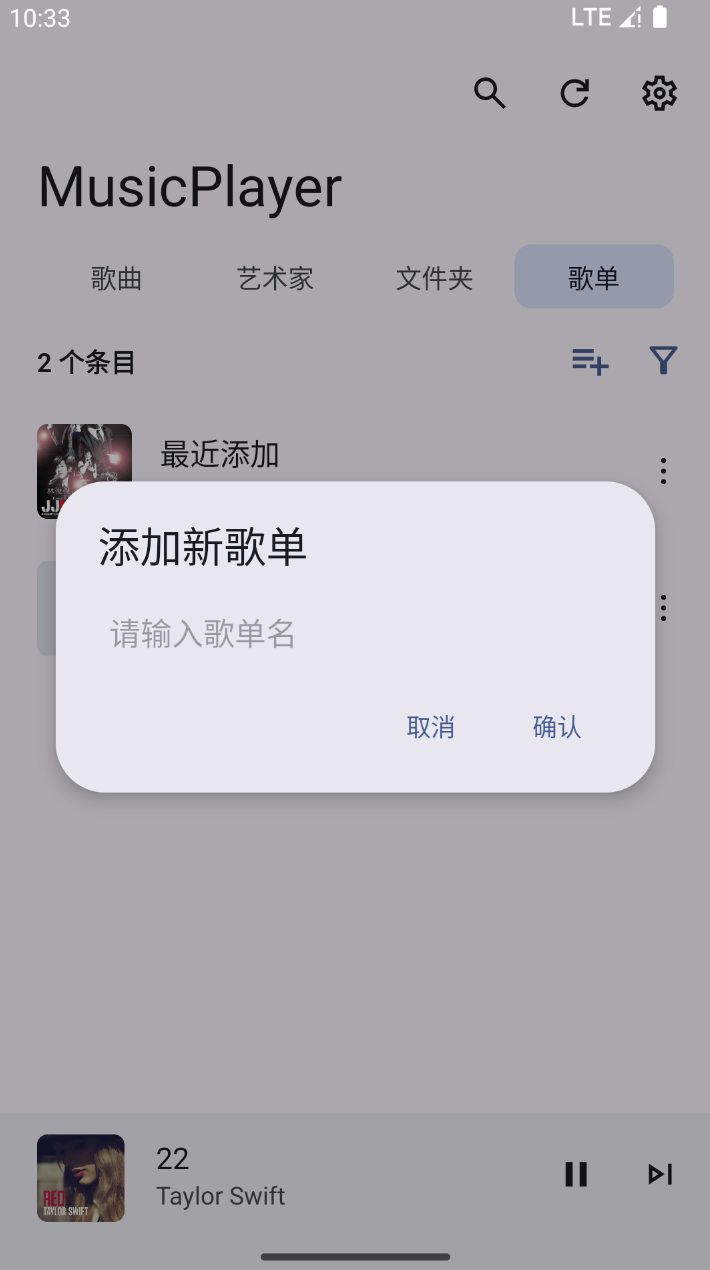 10:33
LTE
MusicPlayer
歌曲
艺术家
文件夹
歌单
2 个条目
最近添加
添加新歌单
请输入歌单名
取消
确认
22
Taylor Swift
RED
TAYLOR SWIFT